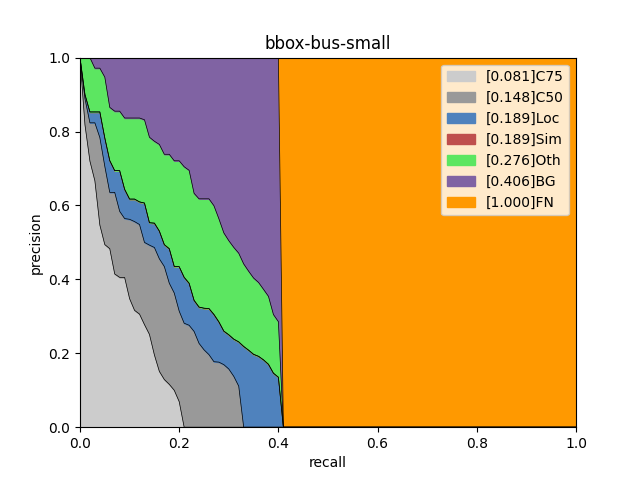 bbox-bus-small
1.0
0.8
0.6
0.4
0.2
0.0
precision
[0.081]C75
[0.148]C50
[0.189]Loc
[0.189]Sim
[0.276]Oth
[0.406]BG
[1.000]FN
0.0 0.2 0.4 0.6 0.8 1.0
recall